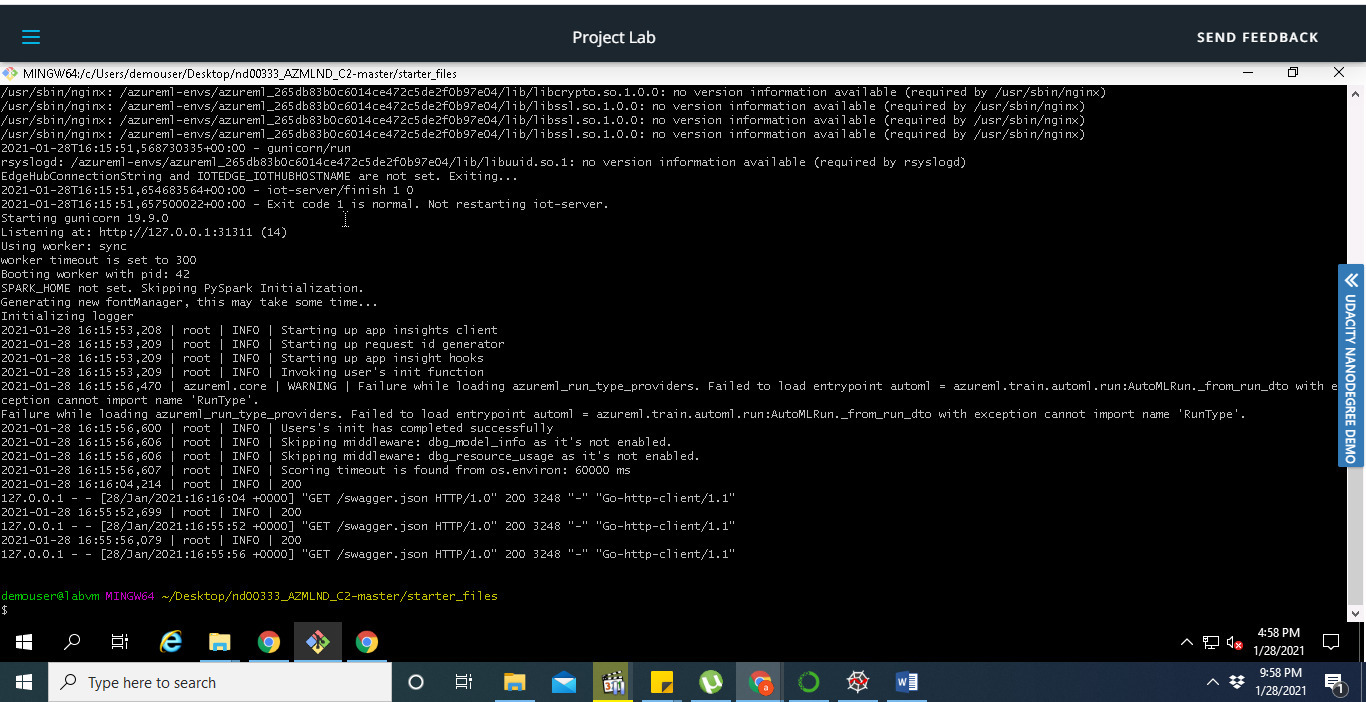 Project Lab
SEND FEEDBACK
MINGW64:/c/Users/demouser/Desktop/nd00333_AZMLND_C2-master/starter_files
/usr/sbin/nginx: /azureml-envs/azureml_265db83b0c6014ce472c5de2f0b97e04/lib/libcrypto.so.1.0.0: no version information available (required by /usr/sbin/nginx)
/usr/sbin/nginx: /azureml-envs/azureml_265db83b0c6014ce472c5de2f0b97e04/lib/libssl.so.1.0.0: no version information available (required by /usr/sbin/nginx)
/usr/sbin/nginx: /azureml-envs/azureml_265db83b0c6014ce472c5de2f0b97e04/lib/libssl.so.1.0.0: no version information available (required by /usr/sbin/nginx)
/usr/sbin/nginx: /azureml-envs/azureml_265db83b0c6014ce472c5de2f0b97e04/lib/libssl.so.1.0.0: no version information available (required by /usr/sbin/nginx)
2021-01-28T16:15:51,568730335+00:00 - gunicorn/run
rsyslogd: /azureml-envs/azureml_265db83b0c6014ce472c5de2f0b97e04/lib/libuuid.so.1: no version information available (required by rsyslogd)
EdgeHubConnectionString and IOTEDGE_IOTHUBHOSTNAME are not set. Exiting...
2021-01-28T16:15:51,654683564+00:00 - iot-server/finish 1 0
2021-01-28T16:15:51,657500022+00:00 - Exit code 1 is normal. Not restarting iot-server.
Starting gunicorn 19.9.0
Listening at: http://127.0.0.1:31311 (14)
Using worker: sync
worker timeout is set to 300
Booting worker with pid: 42
SPARK_HOME not set. Skipping PySpark Initialization.
Generating new fontManager, this may take some time...
Initializing logger
2021-01-28 16:15:53,208 | root | INFO | Starting up app insights client
2021-01-28 16:15:53,209 | root | INFO | Starting up request id generator
2021-01-28 16:15:53,209 | root | INFO | Starting up app insight hooks
2021-01-28 16:15:53,209 | root | INFO | Invoking user's init function
2021-01-28 16:15:56,470 | azureml.core | WARNING | Failure while loading azureml_run_type_providers. Failed to load entrypoint automl = azureml.train.automl.run:AutoMLRun._from_run_dto with e
ception cannot import name 'RunType'.
Failure while loading azureml_run_type_providers. Failed to load entrypoint automl = azureml.train.automl.run:AutoMLRun._from_run_dto with exception cannot import name 'RunType'.
2021-01-28 16:15:56,600 | root | INFO | Users's init has completed successfully
2021-01-28 16:15:56,606 | root | INFO | Skipping middleware: dbg_model_info as it's not enabled.
2021-01-28 16:15:56,606 | root | INFO | Skipping middleware: dbg_resource_usage as it's not enabled.
2021-01-28 16:15:56,607 | root | INFO | Scoring timeout is found from os.environ: 60000 ms
2021-01-28 16:16:04,214 | root | INFO | 200
127.0.0.1 - - [28/Jan/2021:16:16:04 +0000] "GET /swagger.json HTTP/1.0" 200 3248 "-" "Go-http-client/1.1"
2021-01-28 16:55:52,699 | root | INFO | 200
127.0.0.1 - - [28/Jan/2021:16:55:52 +0000] "GET /swagger.json HTTP/1.0" 200 3248 "-" "Go-http-client/1.1"
2021-01-28 16:55:56,079 | root | INFO | 200
127.0.0.1 - - [28/Jan/2021:16:55:56 +0000] "GET /swagger.json HTTP/1.0" 200 3248 "-" "Go-http-client/1.1"
demouser@labvm MINGW64 ~/Desktop/nd00333_AZMLND_C2-master/starter_files
$
UDACITY NANODEGREE DEMO
4:58 PM
1/28/2021
Type here to search
9:58 PM
1/28/2021
1